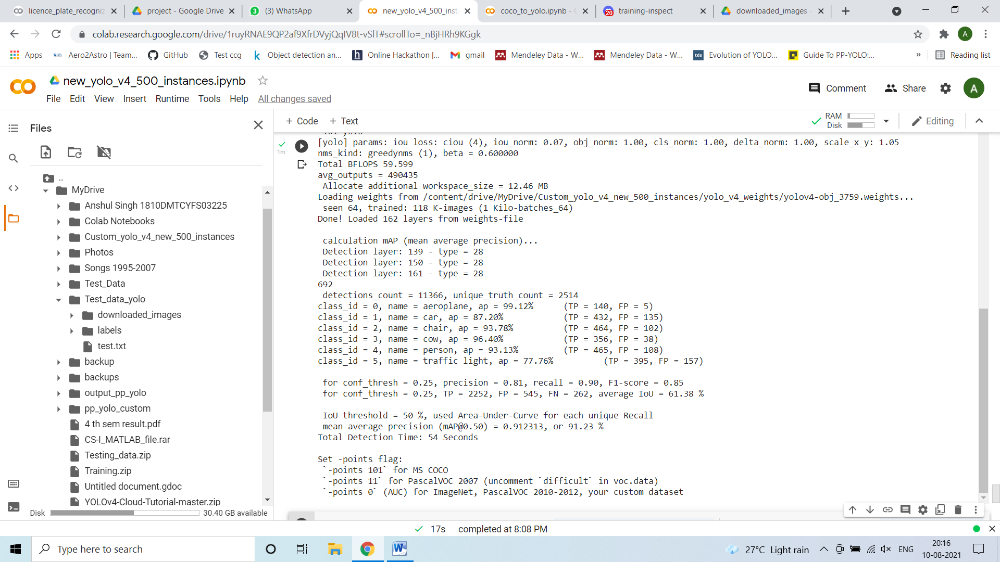 licence_plate_recogniz
project - Google Drive
(3) WhatsApp
new_yolo_v4_500_inst
coco_to_yolo.ipynb - C
20
training-inspect
downloaded_images -
colab.research.google.com/drive/1ruyRNAE9QP2af9XfrDVyjQqIV8t-vSlT#scrollTo=_nBjHRh9KGgk
A
Apps
Aero2Astro | Team...
GitHub
Test ccg
Object detection an...
Online Hackathon |...
gmail
Mendeley Data - W...
Mendeley Data - W...
Evolution of YOLO...
Guide To PP-YOLO:...
»
Reading list
new_yolo_v4_500_instances.ipynb
File Edit View Insert Runtime Tools Help All changes saved
Comment
Share
A
Files
+ Code + Text
RAM
Disk
Editing
..
MyDrive
Anshul Singh 1810DMTCYFS03225
Colab Notebooks
Custom_yolo_v4_new_500_instances
Photos
Songs 1995-2007
Test_Data
Test_data_yolo
downloaded_images
labels
test.txt
backup
backups
output_pp_yolo
pp_yolo_custom
4 th sem result.pdf
CS-I_MATLAB_file.rar
Testing_data.zip
Training.zip
Untitled document.gdoc
YOLOv4-Cloud-Tutorial-master.zip
Disk
30.40 GB available
1m
161 yolo
[yolo] params: iou loss: ciou (4), iou_norm: 0.07, obj_norm: 1.00, cls_norm: 1.00, delta_norm: 1.00, scale_x_y: 1.05
nms_kind: greedynms (1), beta = 0.600000
Total BFLOPS 59.599
avg_outputs = 490435
Allocate additional workspace_size = 12.46 MB
Loading weights from /content/drive/MyDrive/Custom_yolo_v4_new_500_instances/yolo_v4_weights/yolov4-obj_3759.weights...
seen 64, trained: 118 K-images (1 Kilo-batches_64)
Done! Loaded 162 layers from weights-file
calculation mAP (mean average precision)...
Detection layer: 139 - type = 28
Detection layer: 150 - type = 28
Detection layer: 161 - type = 28
692
detections_count = 11366, unique_truth_count = 2514
class_id = 0, name = aeroplane, ap = 99.12% (TP = 140, FP = 5)
class_id = 1, name = car, ap = 87.20% (TP = 432, FP = 135)
class_id = 2, name = chair, ap = 93.78% (TP = 464, FP = 102)
class_id = 3, name = cow, ap = 96.40% (TP = 356, FP = 38)
class_id = 4, name = person, ap = 93.13% (TP = 465, FP = 108)
class_id = 5, name = traffic light, ap = 77.76% (TP = 395, FP = 157)
for conf_thresh = 0.25, precision = 0.81, recall = 0.90, F1-score = 0.85
for conf_thresh = 0.25, TP = 2252, FP = 545, FN = 262, average IoU = 61.38 %
IoU threshold = 50 %, used Area-Under-Curve for each unique Recall
mean average precision (mAP@0.50) = 0.912313, or 91.23 %
Total Detection Time: 54 Seconds
Set -points flag:
`-points 101` for MS COCO
`-points 11` for PascalVOC 2007 (uncomment `difficult` in voc.data)
`-points 0` (AUC) for ImageNet, PascalVOC 2010-2012, your custom dataset
17s completed at 8:08 PM
Type here to search
27°C Light rain
ENG
20:16
10-08-2021